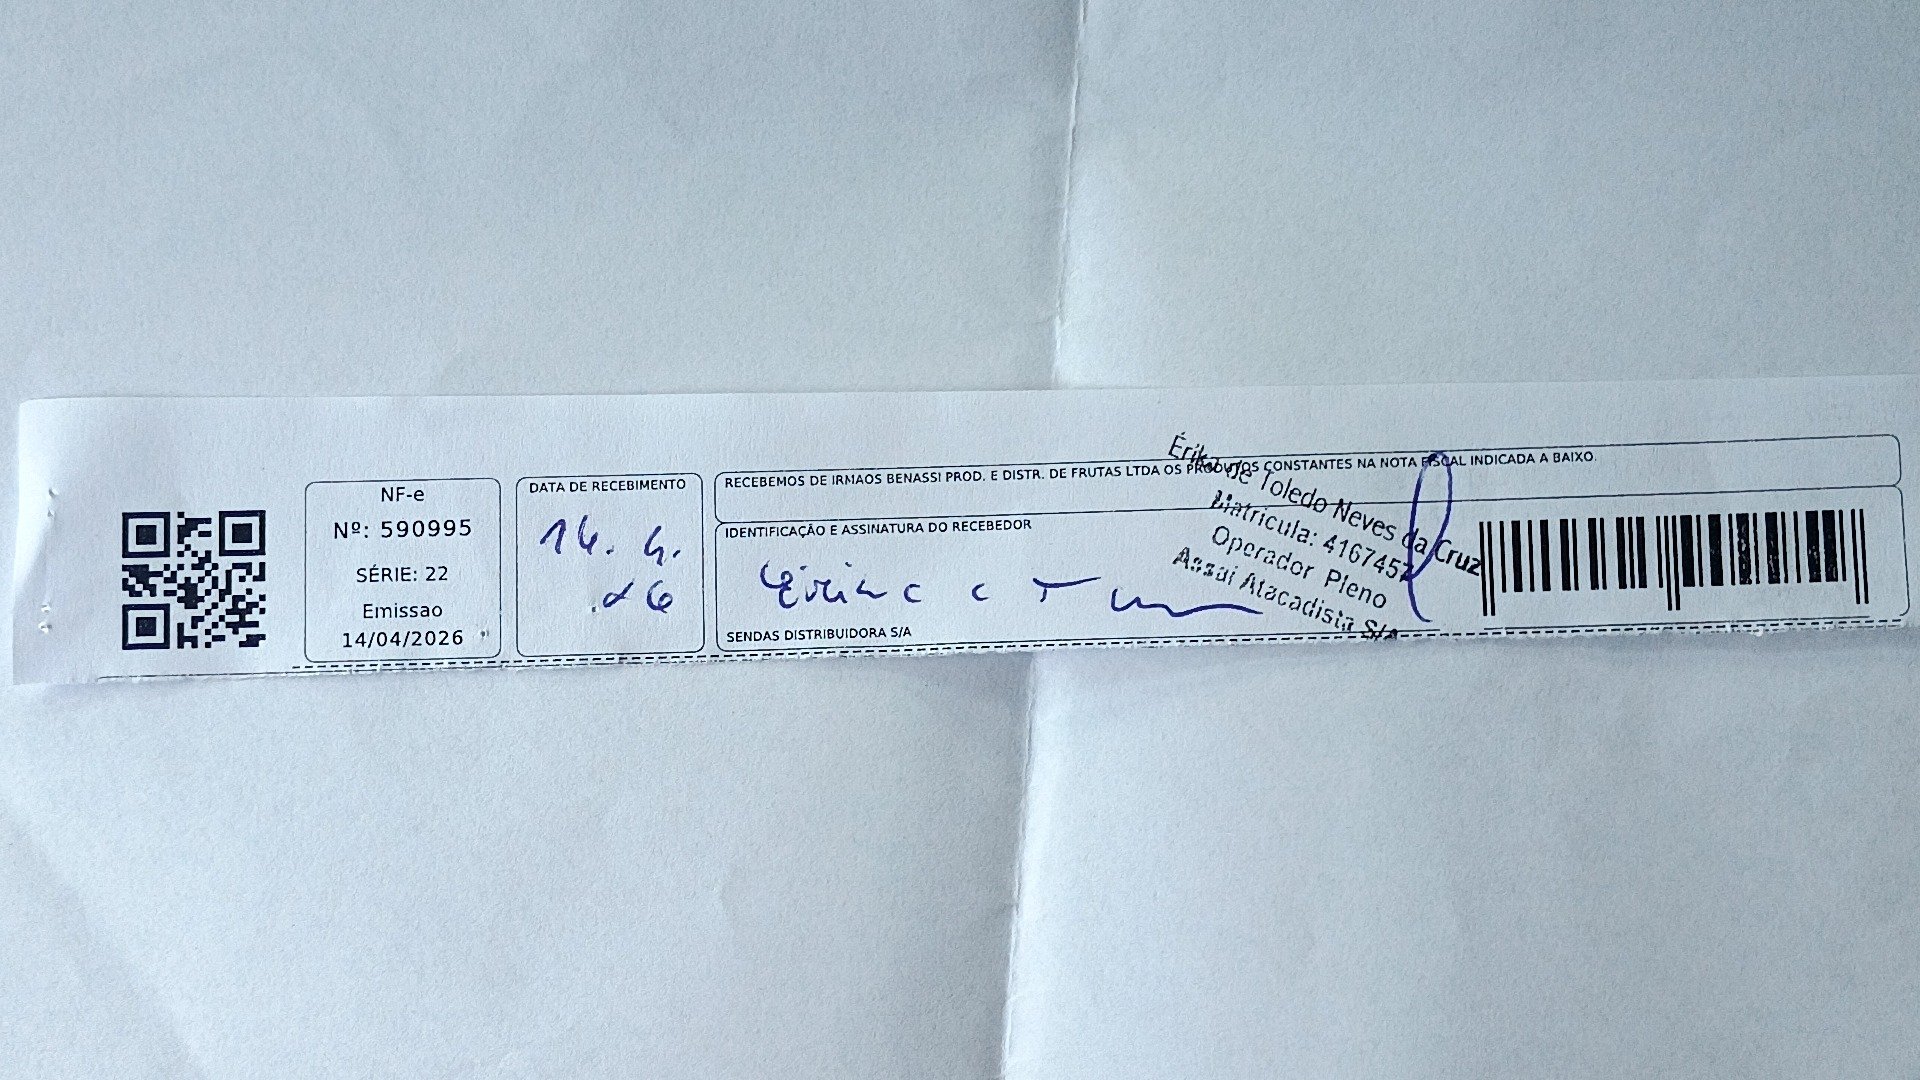 NF-e
Nº: 590995
SÉRIE: 22
Emissao
14/04/2026
DATA DE RECEBIMENTO
14. 4.
.26
RECEBEMOS DE IRMAOS BENASSI PROD. E DISTR. DE FRUTAS LTDA OS PRODUTOS CONSTANTES NA NOTA FISCAL INDICADA A BAIXO.
IDENTIFICAÇÃO E ASSINATURA DO RECEBEDOR
SENDAS DISTRIBUIDORA S/A
Érika de Toledo Neves da Cruz
Matricula: 4167457
Operador Pleno
Assai Atacadista S/A